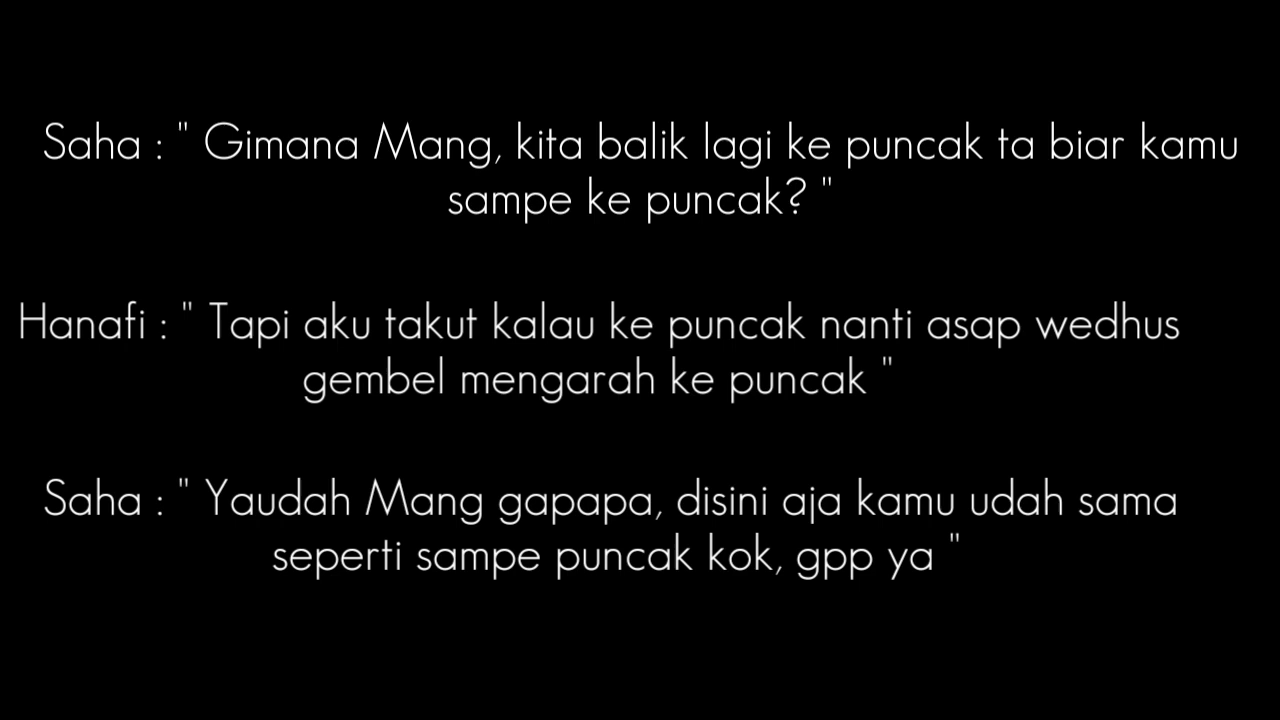 Saha : " Gimana Mang, kita balik lagi ke puncak ta biar kamu
sampe ke puncak? "
Hanafi : " Tapi aku takut kalau ke puncak nanti asap wedhus
gembel mengarah ke puncak "
Saha : " Yaudah Mang gapapa, disini aja kamu udah sama
seperti sampe puncak kok, gpp ya "